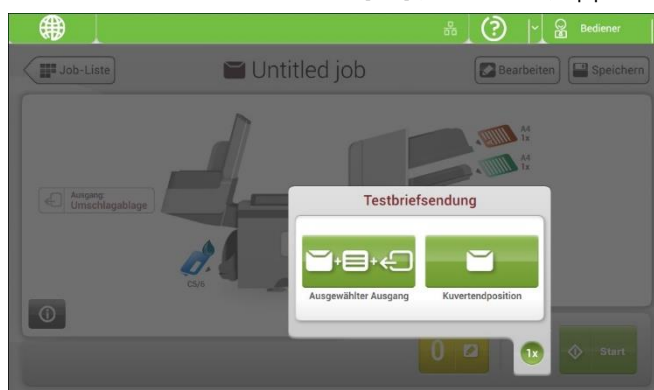 Bediener
Job-Liste
Untitled job
Bearbeiten
Speichern
A4
1x
A4
1x
Ausgang:
Umschlagablage
C5/6
Testbriefsendung
Ausgewählter Ausgang
Kuvertendposition
0
1x
Start